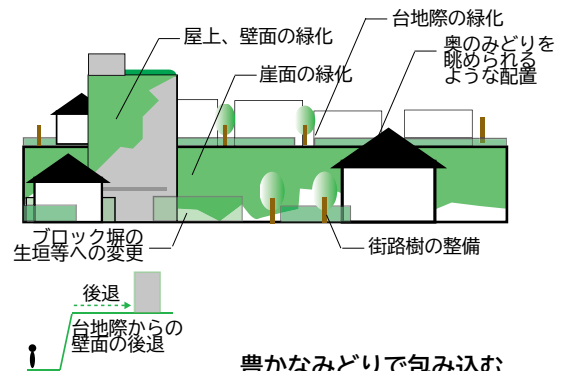 台地際の緑化
屋上、壁面の緑化
奥のみどりを
眺められる
ような配置
崖面の緑化
ブロック塀の
生垣等への変更
街路樹の整備
後退
台地際からの
壁面の後退
豊かなみどりで包み込む